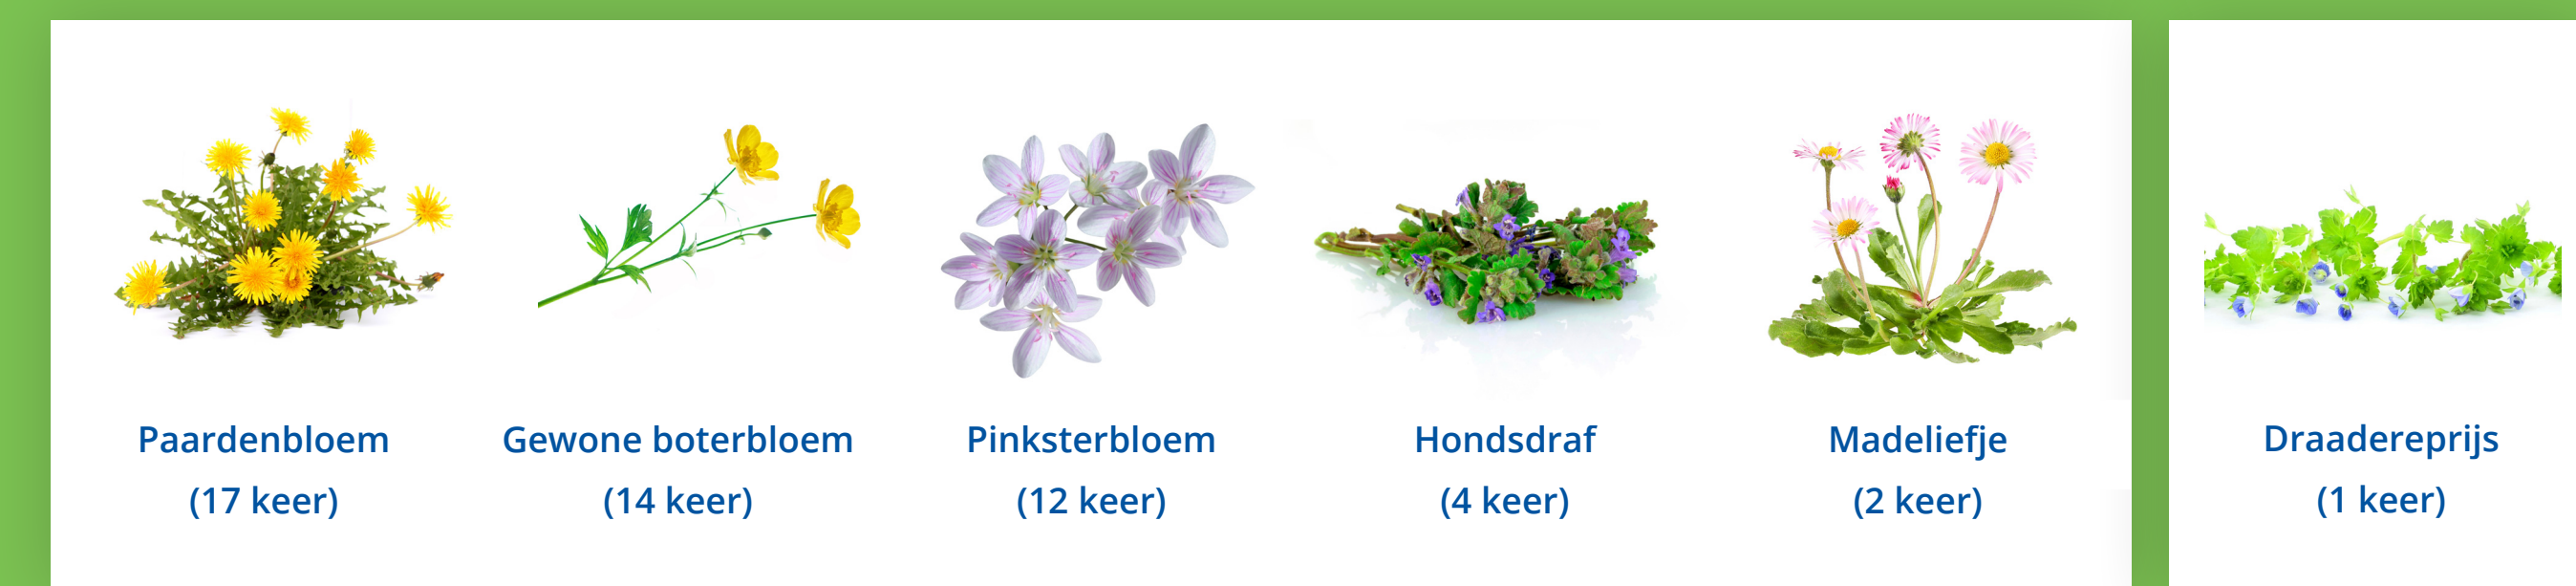 Paardenbloem
(17 keer)
Gewone boterbloem
(14 keer)
Pinksterbloem
(12 keer)
Hondsdraf
(4 keer)
Madeliefje
(2 keer)
Draadereprijs
(1 keer)